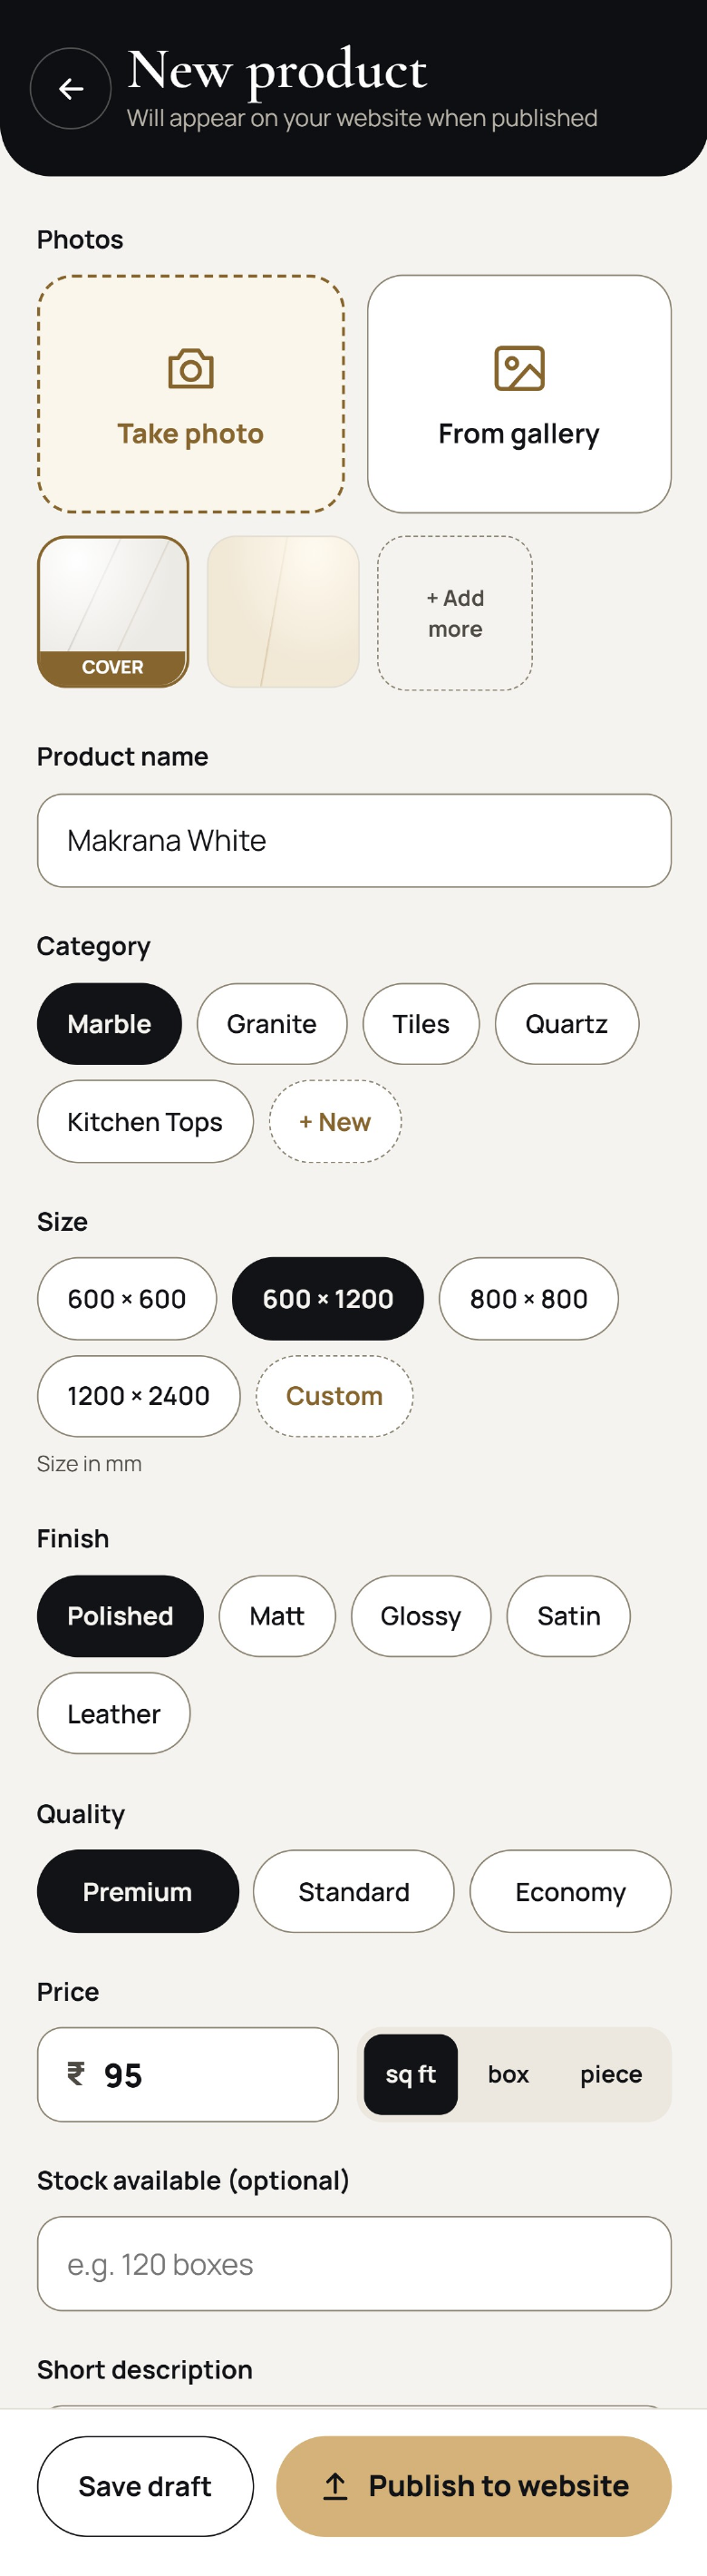 New product
Will appear on your website when published
Photos
Take photo
From gallery
COVER
+ Add
more
Product name
Makrana White
Category
Marble
Granite
Tiles
Quartz
Kitchen Tops
+ New
Size
600 × 600
600 × 1200
800 × 800
1200 × 2400
Custom
Size in mm
Finish
Polished
Matt
Glossy
Satin
Leather
Quality
Premium
Standard
Economy
Price
₹ 95
sq ft
box
piece
Stock available (optional)
e.g. 120 boxes
Short description
Save draft
Publish to website